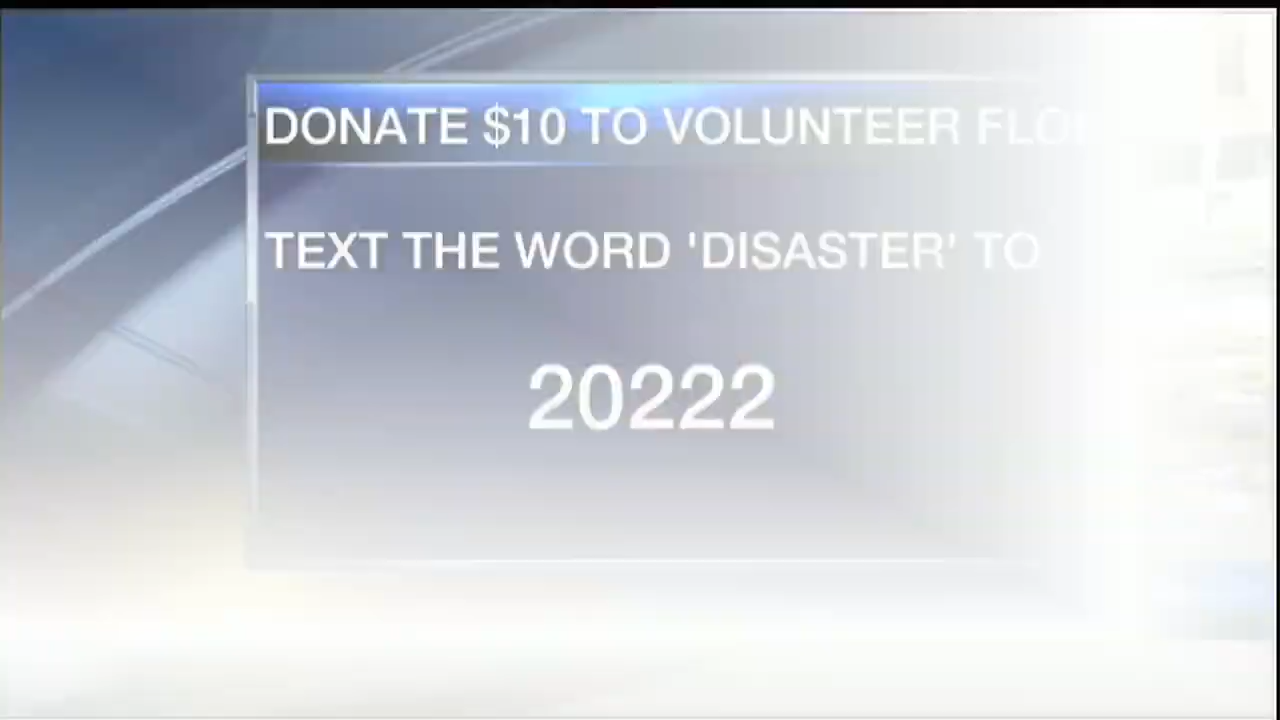 DONATE $10 TO VOLUNTEER
TEXT THE WORD 'DISASTER' TO
20222